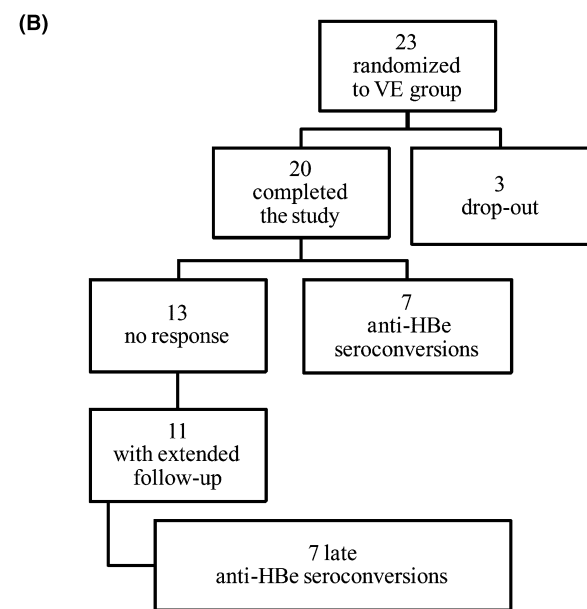 (B)
23
randomized
to VE group
20
completed
the study
3
drop-out
13
no response
7
anti-HBe
seroconversions
11
with extended
follow-up
7 late
anti-HBe seroconversions